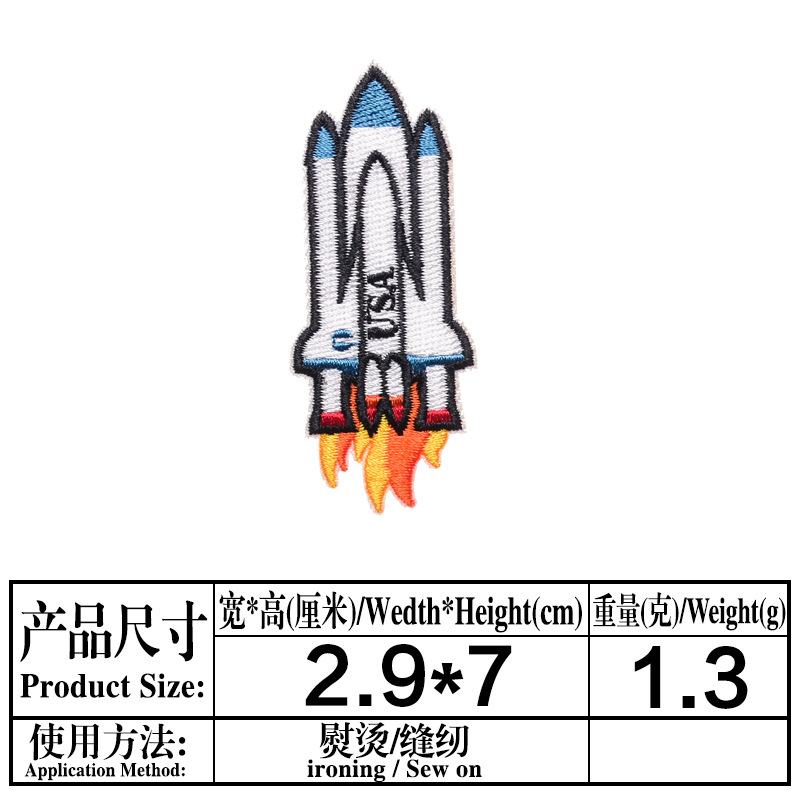 USA
产品尺寸
Product Size:
宽*高(厘米)/Wedth*Height(cm)
重量(克)/Weight(g)
2.9*7
1.3
使用方法:
Application Method:
熨烫/缝纫
ironing / Sew on